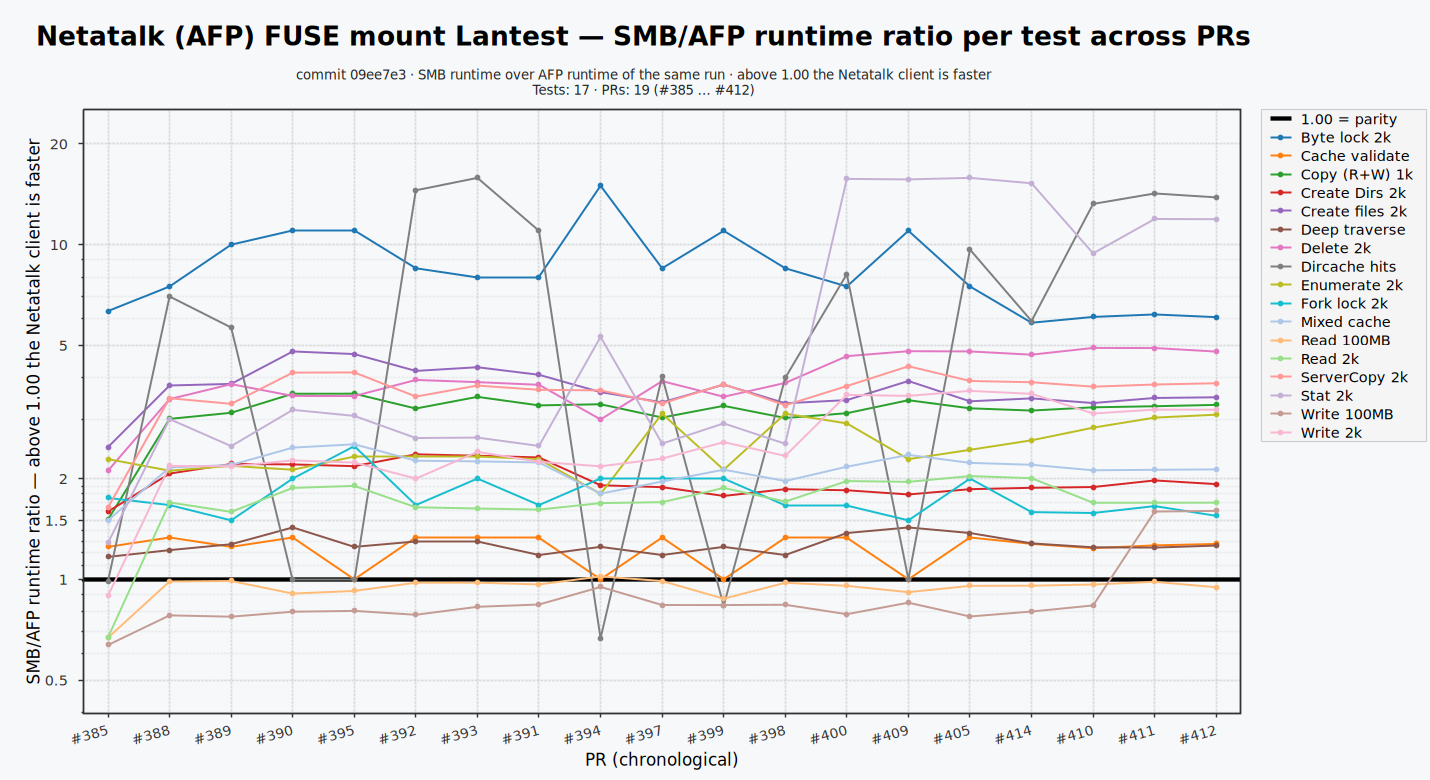 Netatalk (AFP) FUSE mount Lantest — SMB/AFP runtime ratio per test across PRs
commit 09ee7e3 · SMB runtime over AFP runtime of the same run · above 1.00 the Netatalk client is faster
Tests: 17 · PRs: 19 (#385 … #412)
SMB/AFP runtime ratio — above 1.00 the Netatalk client is faster
20
10
5
2
1.5
1
0.5
#385
#388
#389
#390
#395
#392
#393
#391
#394
#397
#399
#398
#400
#409
#405
#414
#410
#411
#412
PR (chronological)
1.00 = parity
Byte lock 2k
Cache validate
Copy (R+W) 1k
Create Dirs 2k
Create files 2k
Deep traverse
Delete 2k
Dircache hits
Enumerate 2k
Fork lock 2k
Mixed cache
Read 100MB
Read 2k
ServerCopy 2k
Stat 2k
Write 100MB
Write 2k